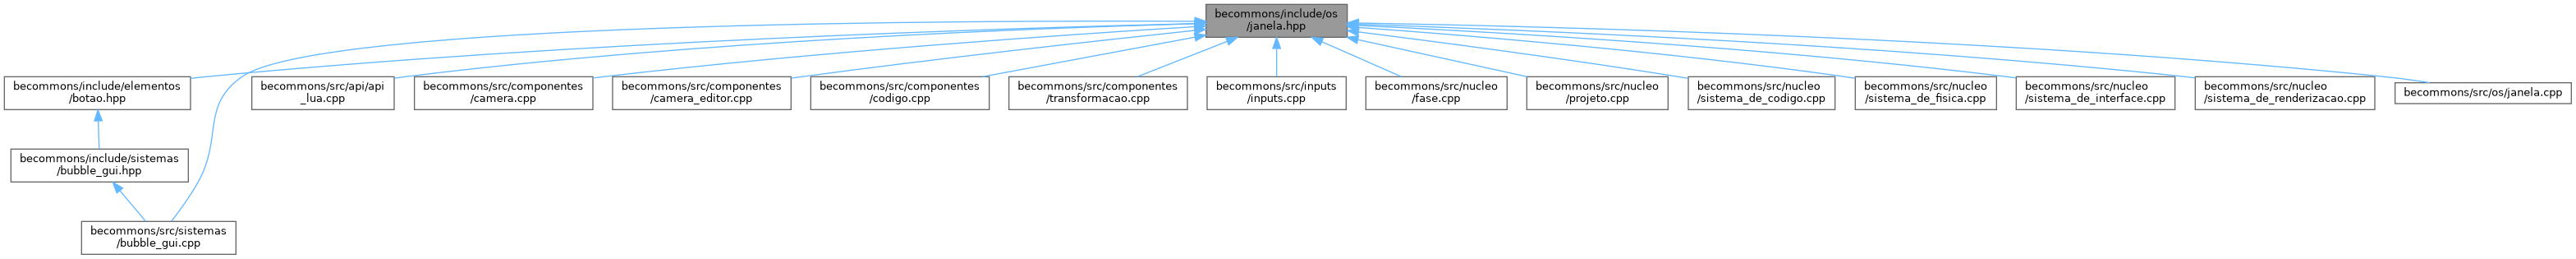 becommons/include/os
/janela.hpp
becommons/include/elementos
/botao.hpp
becommons/src/api/api
_lua.cpp
becommons/src/componentes
/camera.cpp
becommons/src/componentes
/camera_editor.cpp
becommons/src/componentes
/codigo.cpp
becommons/src/componentes
/transformacao.cpp
becommons/src/inputs
/inputs.cpp
becommons/src/nucleo
/fase.cpp
becommons/src/nucleo
/projeto.cpp
becommons/src/nucleo
/sistema_de_codigo.cpp
becommons/src/nucleo
/sistema_de_fisica.cpp
becommons/src/nucleo
/sistema_de_interface.cpp
becommons/src/nucleo
/sistema_de_renderizacao.cpp
becommons/src/os/janela.cpp
becommons/include/sistemas
/bubble_gui.hpp
becommons/src/sistemas
/bubble_gui.cpp